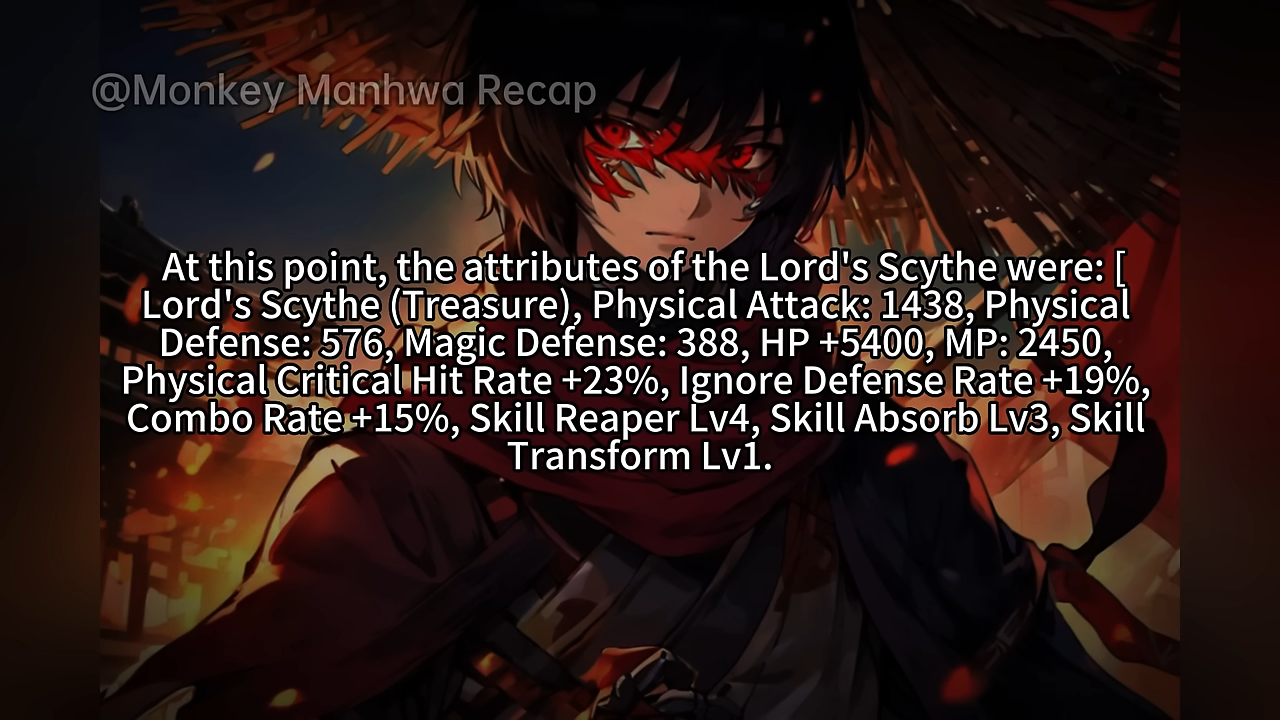 @Monkey Manhwa Recap
At this point, the attributes of the Lord's Scythe were: [
Lord's Scythe (Treasure), Physical Attack: 1438, Physical
Defense: 576, Magic Defense: 388, HP +5400, MP: 2450,
Physical Critical Hit Rate +23%, Ignore Defense Rate +19%,
Combo Rate +15%, Skill Reaper Lv4, Skill Absorb Lv3, Skill
Transform Lv1.